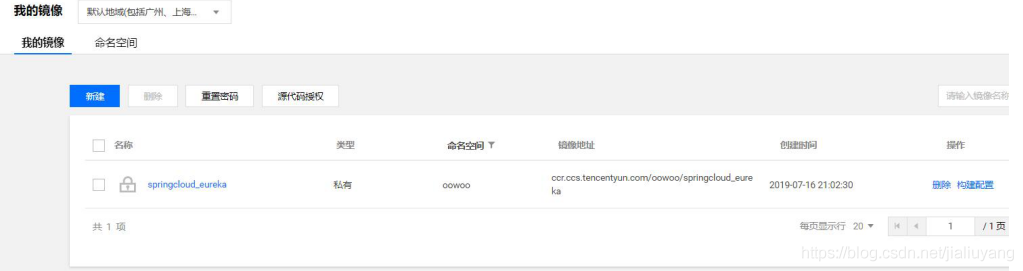 我的镜像 默认地域(包括广州、上海...
我的镜像 命名空间
新建 删除 重置密码 源代码授权 请输入镜像名称
名称 类型 命名空间 镜像地址 创建时间 操作
springcloud_eureka 私有 oowoo ccr.ccs.tencentyun.com/oowoo/springcloud_eure 2019-07-16 21:02:30 删除 构建配置
ka
共 1 项 每页显示行 20 1 / 1 页
https://blog.csdn.net/jialiuyang